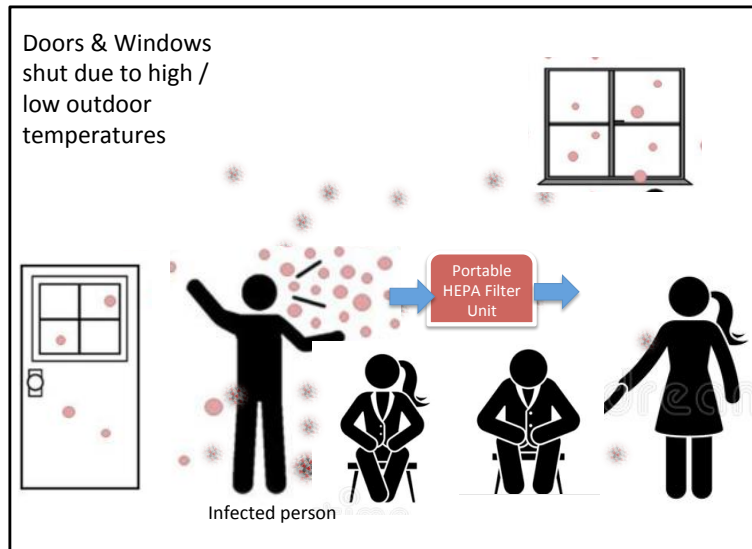 Doors & Windows
shut due to high /
low outdoor
temperatures
Portable
HEPA Filter
Unit
Infected person